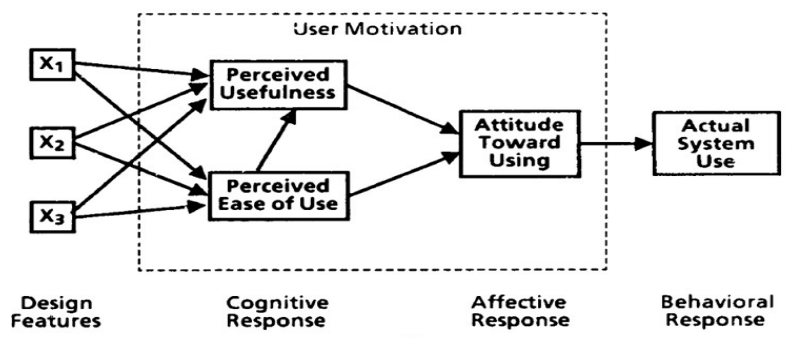 User Motivation
X1
X2
X3
Perceived
Usefulness
Perceived
Ease of Use
Attitude
Toward
Using
Actual
System
Use
Design
Features
Cognitive
Response
Affective
Response
Behavioral
Response